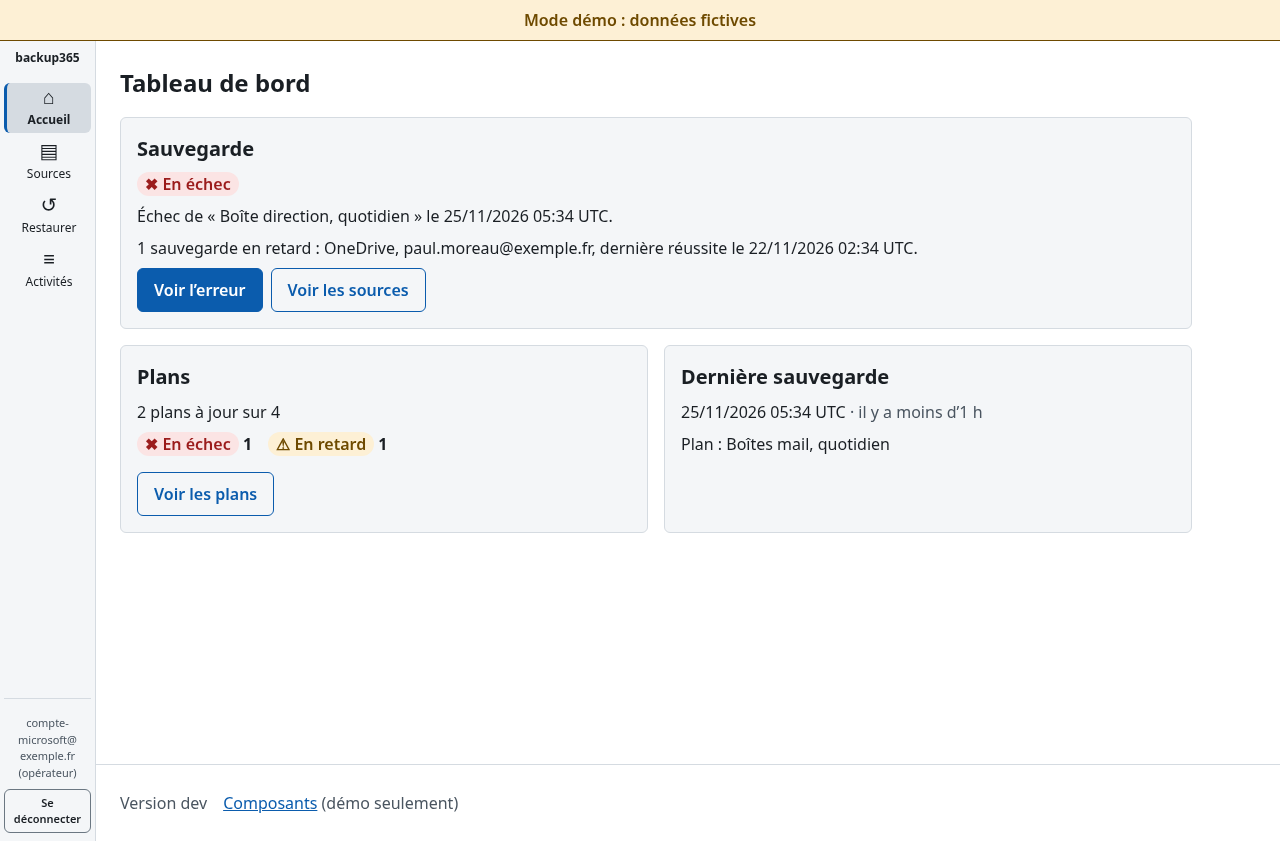 Mode démo : données fictives
backup365
Accueil
Sources
Restaurer
Activités
compte-
microsoft@
exemple.fr
(opérateur)
Se
déconnecter
Tableau de bord
Sauvegarde
✖ En échec
Échec de « Boîte direction, quotidien » le 25/11/2026 05:34 UTC.
1 sauvegarde en retard : OneDrive, paul.moreau@exemple.fr, dernière réussite le 22/11/2026 02:34 UTC.
Voir l’erreur Voir les sources
Plans
2 plans à jour sur 4
✖ En échec 1 ⚠ En retard 1
Voir les plans
Dernière sauvegarde
25/11/2026 05:34 UTC · il y a moins d’1 h
Plan : Boîtes mail, quotidien
Version dev Composants (démo seulement)